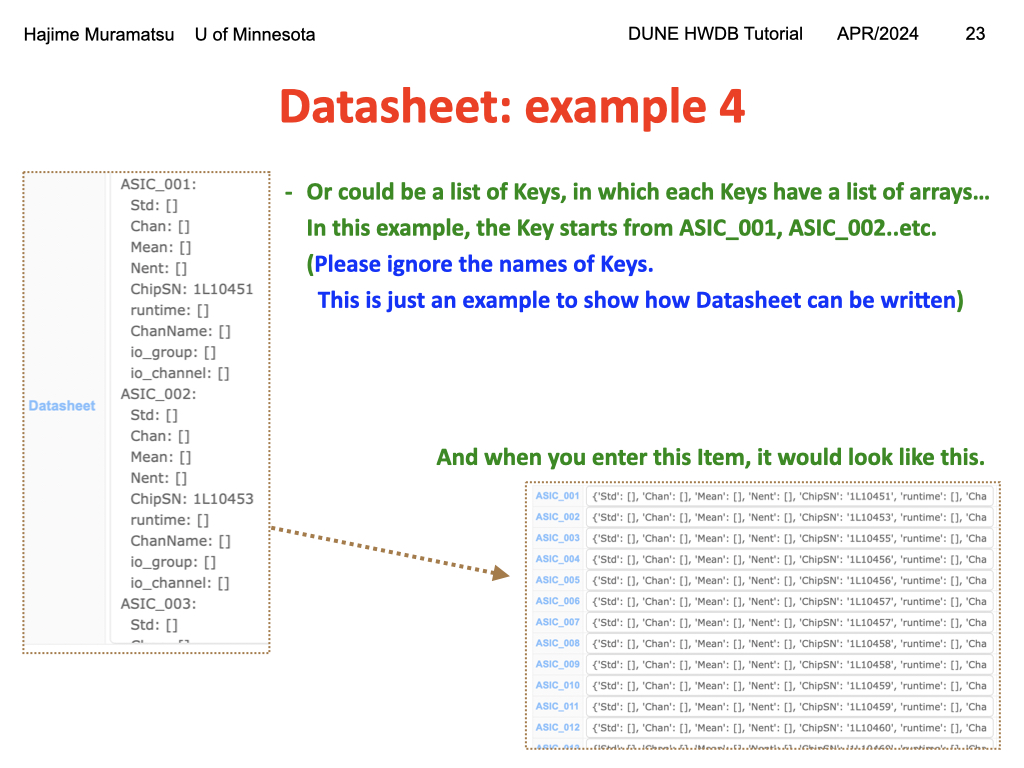 Hajime Muramatsu U of Minnesota DUNE HWDB Tutorial APR/2024 23
Datasheet: example 4
Datasheet
ASIC_001:
Std: []
Chan: []
Mean: []
Nent: []
ChipSN: 1L10451
runtime: []
ChanName: []
io_group: []
io_channel: []
ASIC_002:
Std: []
Chan: []
Mean: []
Nent: []
ChipSN: 1L10453
runtime: []
ChanName: []
io_group: []
io_channel: []
ASIC_003:
Std: []
- Or could be a list of Keys, in which each Keys have a list of arrays…
In this example, the Key starts from ASIC_001, ASIC_002..etc.
(Please ignore the names of Keys.
This is just an example to show how Datasheet can be written)
And when you enter this Item, it would look like this.
ASIC_001 {'Std': [], 'Chan': [], 'Mean': [], 'Nent': [], 'ChipSN': '1L10451', 'runtime': [], 'Cha
ASIC_002 {'Std': [], 'Chan': [], 'Mean': [], 'Nent': [], 'ChipSN': '1L10453', 'runtime': [], 'Cha
ASIC_003 {'Std': [], 'Chan': [], 'Mean': [], 'Nent': [], 'ChipSN': '1L10455', 'runtime': [], 'Cha
ASIC_004 {'Std': [], 'Chan': [], 'Mean': [], 'Nent': [], 'ChipSN': '1L10456', 'runtime': [], 'Cha
ASIC_005 {'Std': [], 'Chan': [], 'Mean': [], 'Nent': [], 'ChipSN': '1L10456', 'runtime': [], 'Cha
ASIC_006 {'Std': [], 'Chan': [], 'Mean': [], 'Nent': [], 'ChipSN': '1L10457', 'runtime': [], 'Cha
ASIC_007 {'Std': [], 'Chan': [], 'Mean': [], 'Nent': [], 'ChipSN': '1L10457', 'runtime': [], 'Cha
ASIC_008 {'Std': [], 'Chan': [], 'Mean': [], 'Nent': [], 'ChipSN': '1L10458', 'runtime': [], 'Cha
ASIC_009 {'Std': [], 'Chan': [], 'Mean': [], 'Nent': [], 'ChipSN': '1L10458', 'runtime': [], 'Cha
ASIC_010 {'Std': [], 'Chan': [], 'Mean': [], 'Nent': [], 'ChipSN': '1L10459', 'runtime': [], 'Cha
ASIC_011 {'Std': [], 'Chan': [], 'Mean': [], 'Nent': [], 'ChipSN': '1L10459', 'runtime': [], 'Cha
ASIC_012 {'Std': [], 'Chan': [], 'Mean': [], 'Nent': [], 'ChipSN': '1L10460', 'runtime': [], 'Cha